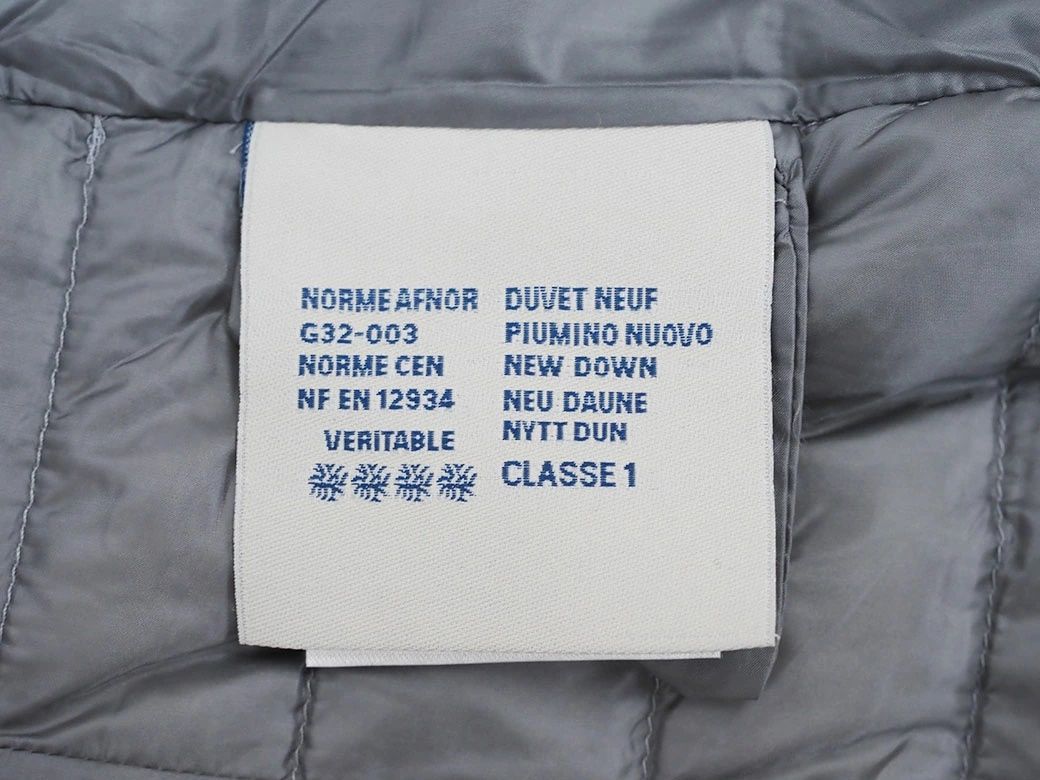 NORME AFNOR
G32-003
NORME CEN
NF EN 12934
VERITABLE
DUVET NEUF
PIUMINO NUOVO
NEW DOWN
NEU DAUNE
NYTT DUN
CLASSE 1